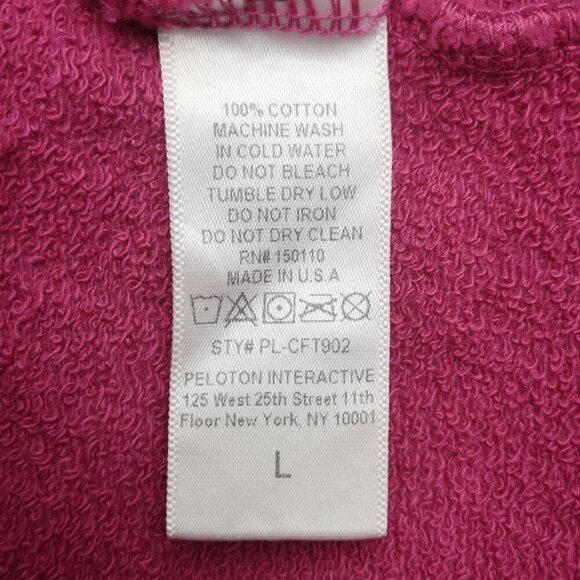 100% COTTON
MACHINE WASH
IN COLD WATER
DO NOT BLEACH
TUMBLE DRY LOW
DO NOT IRON
DO NOT DRY CLEAN
RN# 150110
MADE IN U.S.A
STY# PL-CFT902
PELOTON INTERACTIVE
125 West 25th Street 11th
Floor New York, NY 10001
L